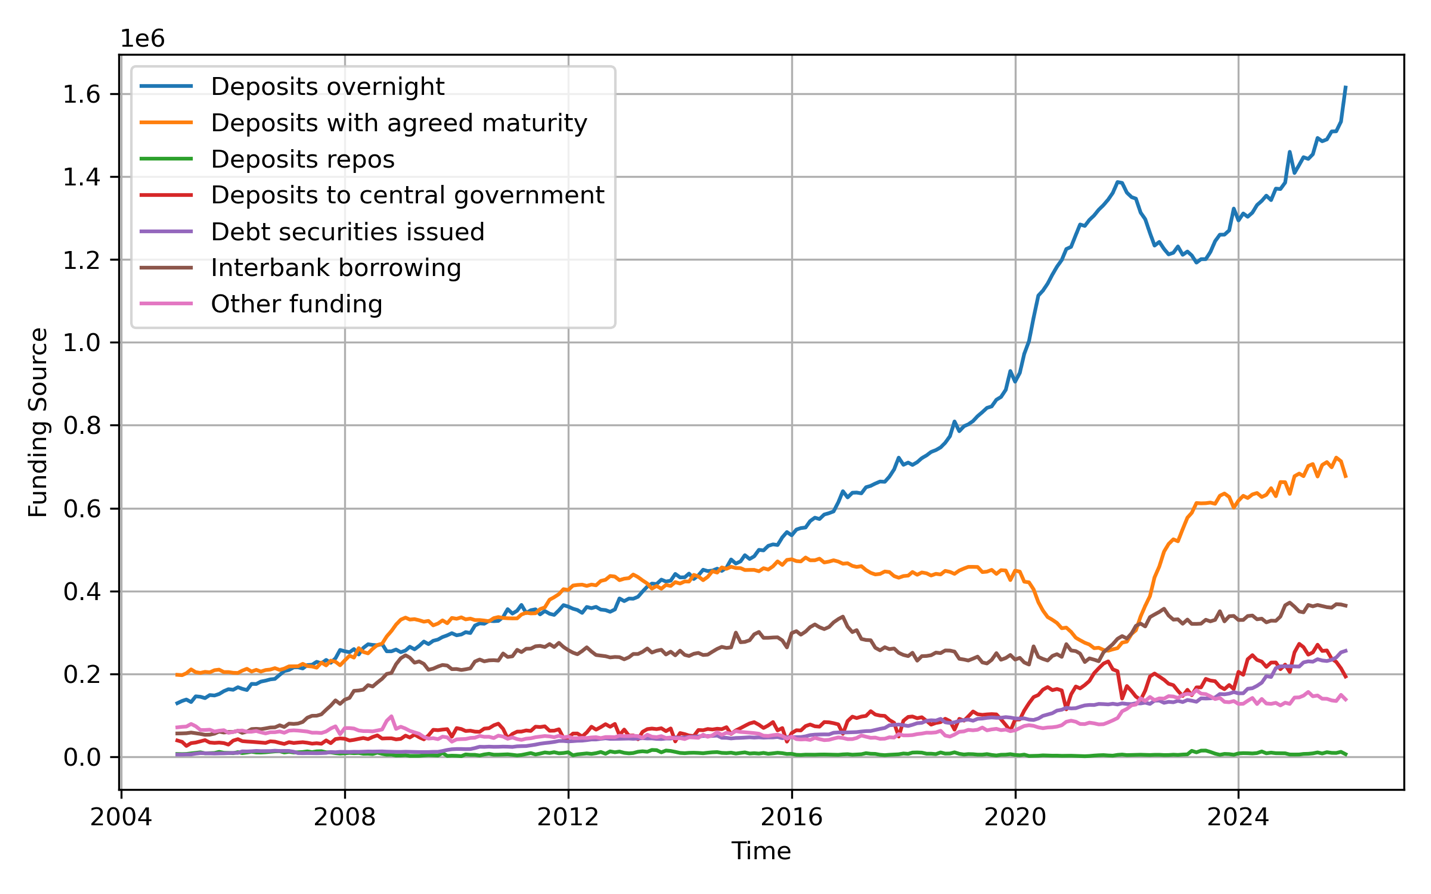 1e6
Deposits overnight
Deposits with agreed maturity
Deposits repos
Deposits to central government
Debt securities issued
Interbank borrowing
Other funding
1.6
1.4
1.2
1.0
0.8
0.6
0.4
0.2
0.0
Funding Source
2004 2008 2012 2016 2020 2024
Time